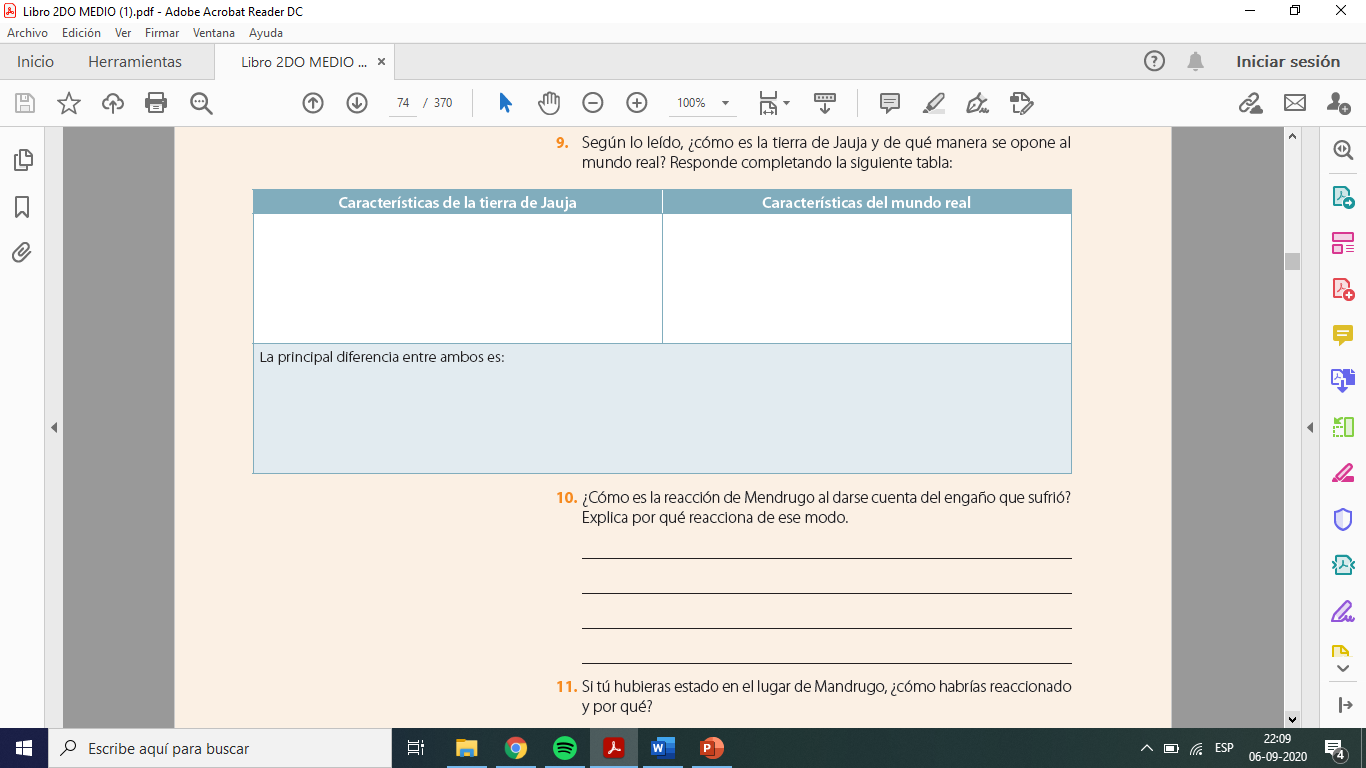 Libro 2DO MEDIO (1).pdf - Adobe Acrobat Reader DC
Archivo Edición Ver Firmar Ventana Ayuda
Inicio Herramientas Libro 2DO MEDIO ... × Iniciar sesión
74 / 370 100%
9. Según lo leído, ¿cómo es la tierra de Jauja y de qué manera se opone al
mundo real? Responde completando la siguiente tabla:
Características de la tierra de Jauja Características del mundo real
La principal diferencia entre ambos es:
10. ¿Cómo es la reacción de Mendrugo al darse cuenta del engaño que sufrió?
Explica por qué reacciona de ese modo.
11. Si tú hubieras estado en el lugar de Mandrugo, ¿cómo habrías reaccionado
y por qué?
Escribe aquí para buscar ESP 22:09
06-09-2020 4